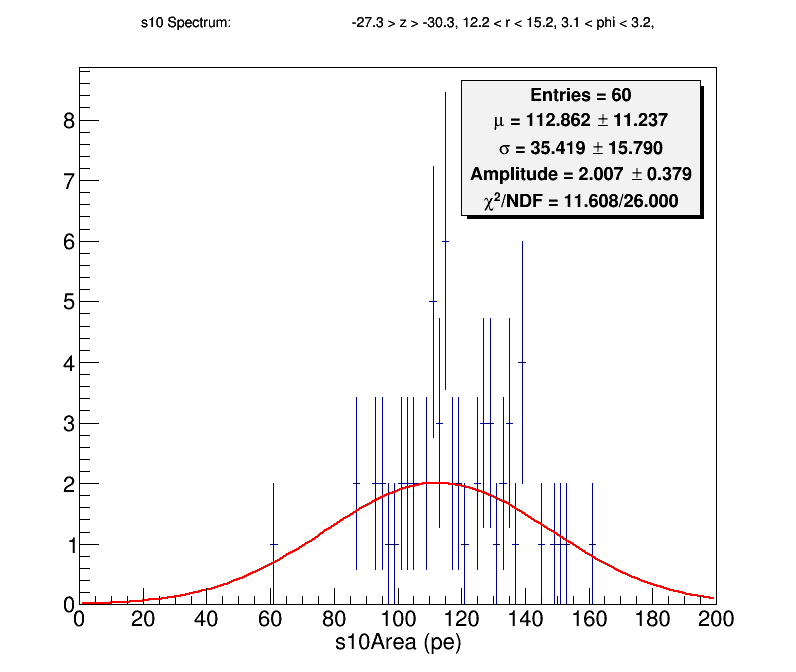 s10 Spectrum: -27.3 > z > -30.3, 12.2 < r < 15.2, 3.1 < phi < 3.2,
Entries = 60
μ = 112.862 ± 11.237
σ = 35.419 ± 15.790
Amplitude = 2.007 ± 0.379
χ²/NDF = 11.608/26.000
8
7
6
5
4
3
2
1
0
0 20 40 60 80 100 120 140 160 180 200
s10Area (pe)